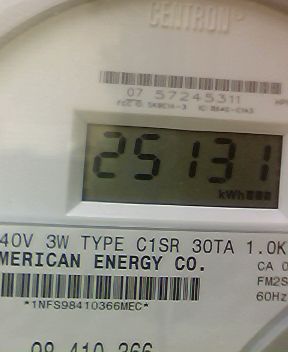 CENTRON
07 57245311
25131
kWh
40V 3W TYPE C1SR 30TA 1.0K
MERICAN ENERGY CO.
CA 0
FM2S
60Hz
*1NFS98410366MEC*
98 410 366